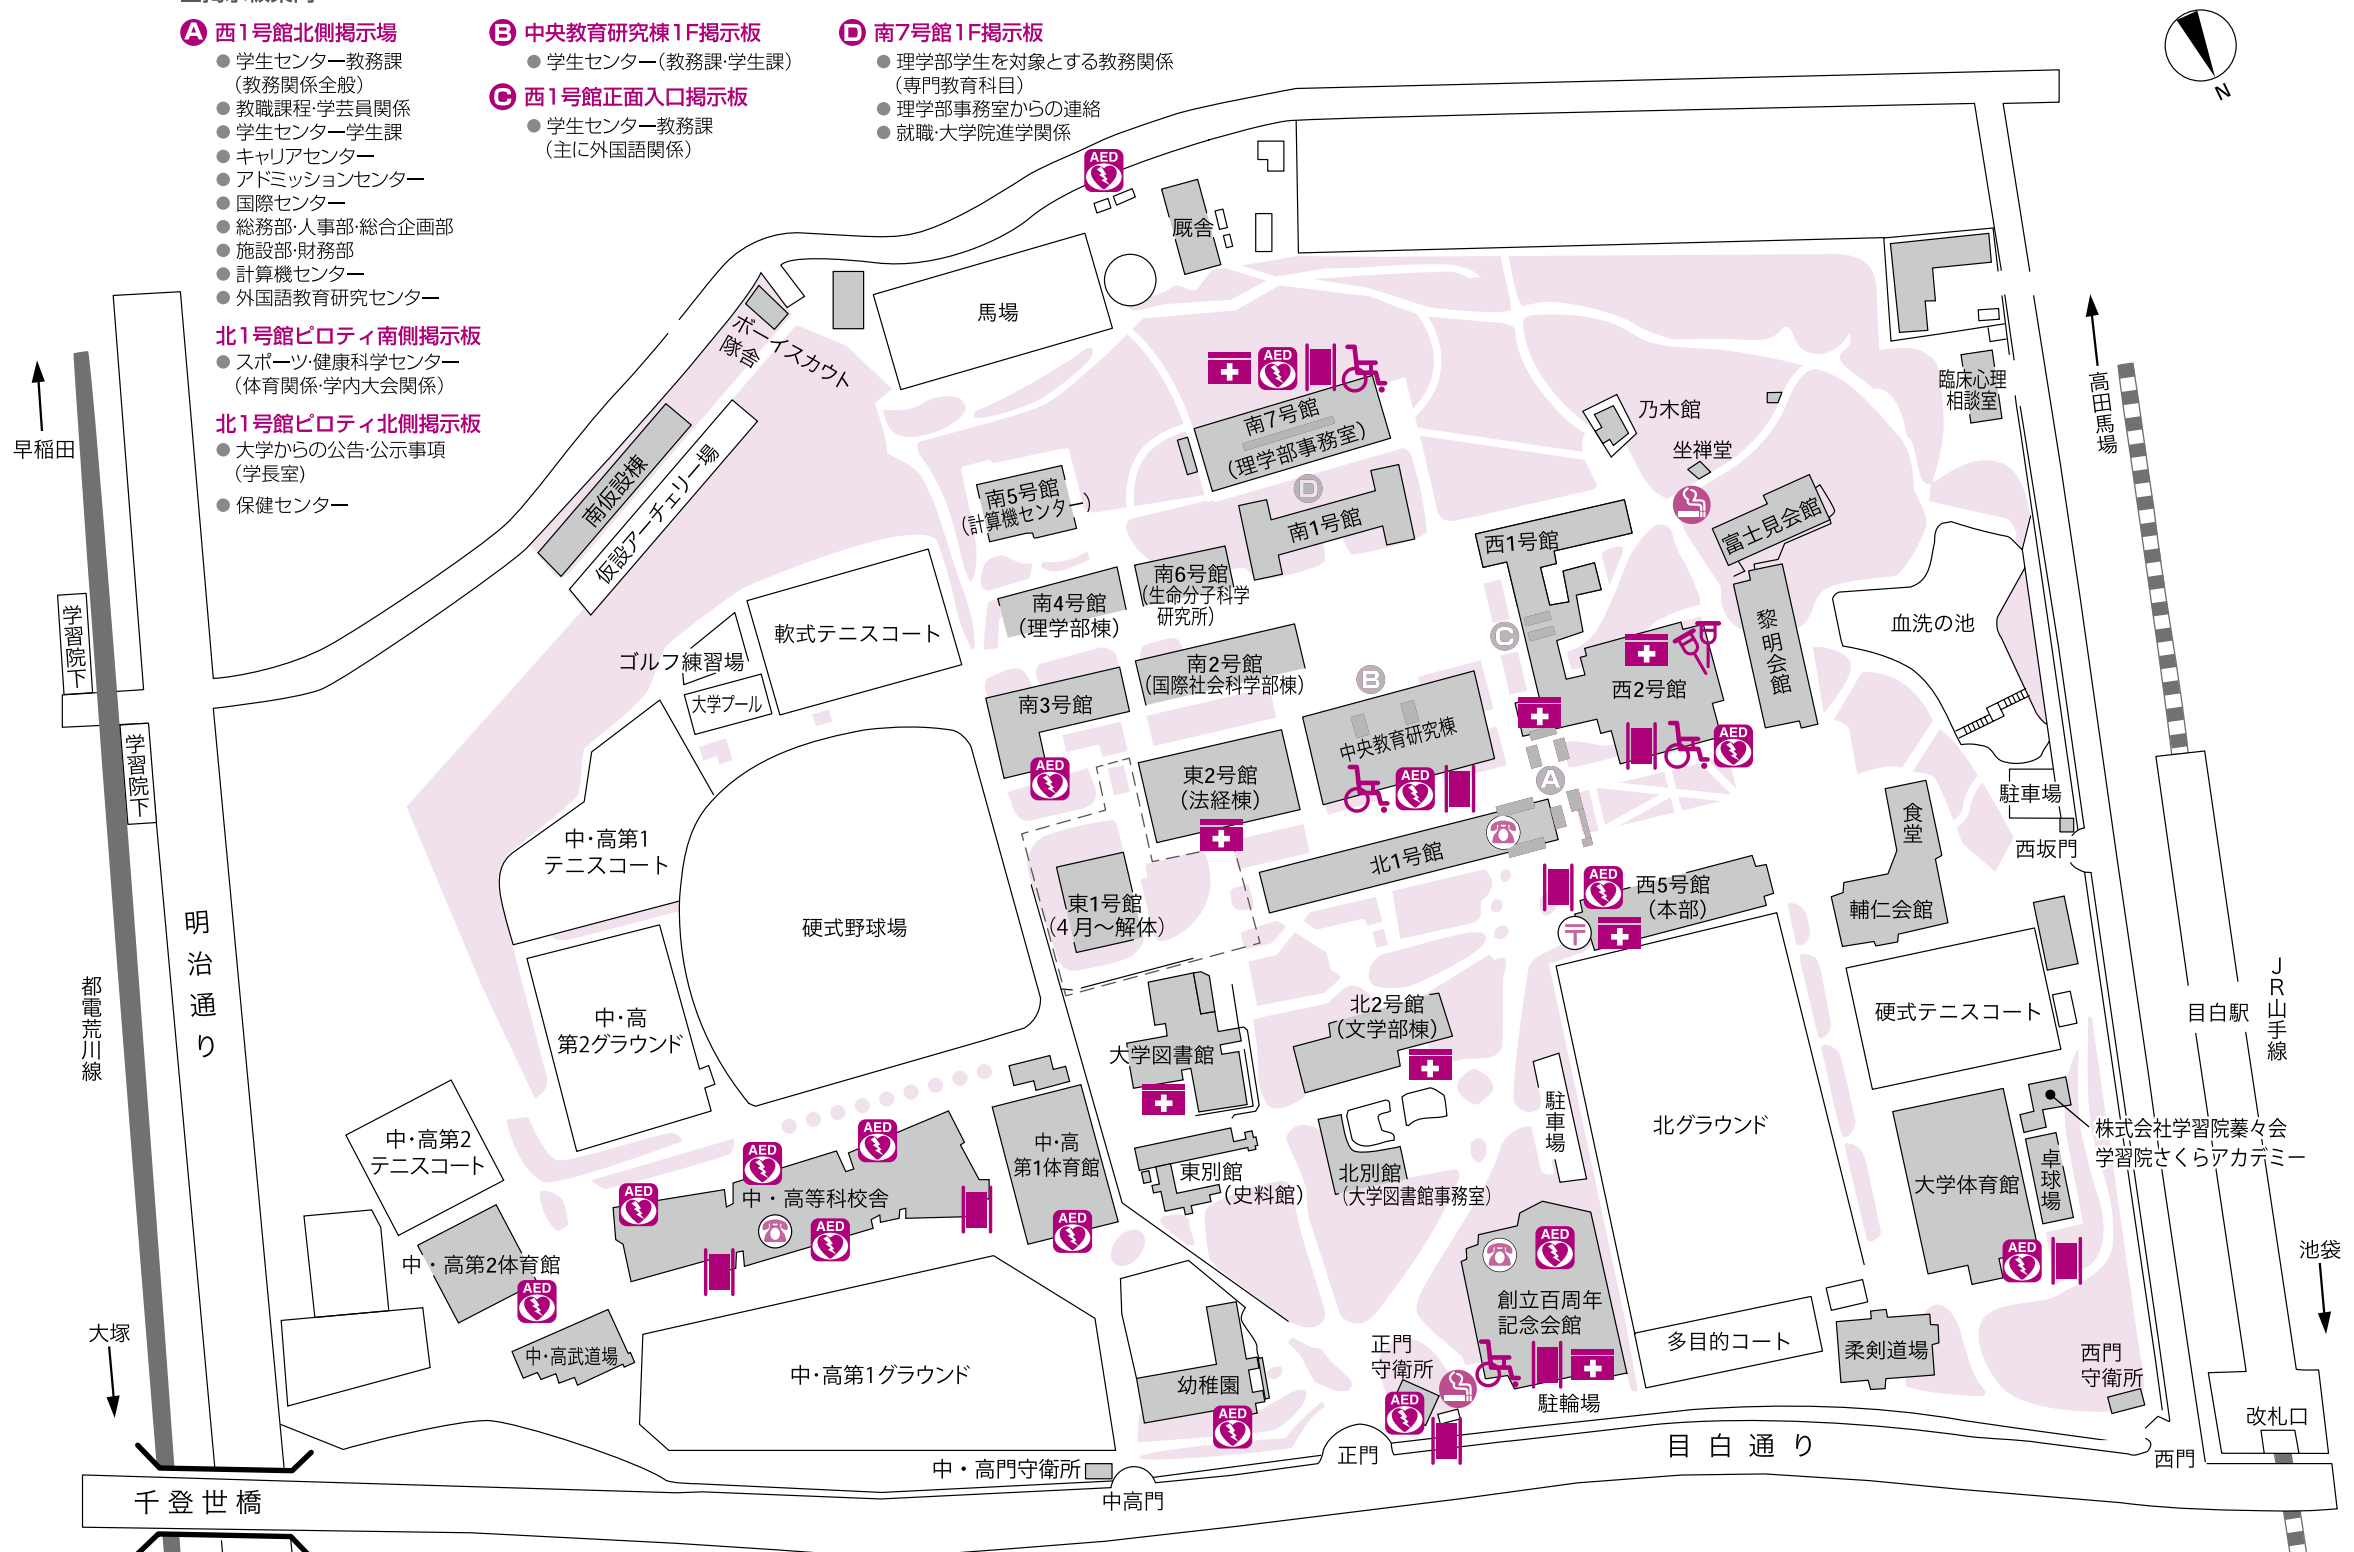 A 西1号館北側掲示場
● 学生センター教務課
（教務関係全般）
● 教職課程·学芸員関係
● 学生センター学生課
● キャリアセンター
● アドミッションセンター
● 国際センター
● 総務部·人事部·総合企画部
● 施設部·財務部
● 計算機センター
● 外国語教育研究センター
北1号館ピロティ南側掲示板
● スポーツ·健康科学センター
（体育関係·学内大会関係）
北1号館ピロティ北側掲示板
● 大学からの公告·公示事項
（学長室）
● 保健センター
B 中央教育研究棟1F掲示板
● 学生センター（教務課·学生課）
C 西1号館正面入口掲示板
● 学生センター教務課
（主に外国語関係）
D 南7号館1F掲示板
● 理学部学生を対象とする教務関係
（専門教育科目）
● 理学部事務室からの連絡
● 就職·大学院進学関係
N
AED
厩舎
馬場
ボーイスカウト
隊舎
早稲田
南仮設棟
仮設アーチェリー場
AED
南7号館
（理学部事務室）
D
南5号館
（計算機センター）
南1号館
乃木館
坐禅堂
臨床心理
相談室
高田馬場
富士見会館
西1号館
南6号館
（生命分子科学
研究所）
南4号館
（理学部棟）
学習院下
学習院下
軟式テニスコート
ゴルフ練習場
大学プール
南2号館
（国際社会科学部棟）
南3号館
AED
B
C
中央教育研究棟
AED
西2号館
AED
黎明会館
血洗の池
駐車場
西坂門
東2号館
（法経棟）
A
北1号館
中·高第1
テニスコート
硬式野球場
東1号館
（4月～解体）
AED
西5号館
（本部）
〒
食堂
輔仁会館
明治通り
都電荒川線
中·高
第2グラウンド
大学図書館
北2号館
（文学部棟）
硬式テニスコート
目白駅
JR山手線
駐車場
北グラウンド
株式会社学習院蓁々会
学習院さくらアカデミー
中·高第2
テニスコート
AED
AED
AED
中・高等科校舎
AED
中·高
第1体育館
AED
東別館
（史料館）
北別館
（大学図書館事務室）
大学体育館
卓球場
AED
中・高第2体育館
AED
AED
創立百周年
記念会館
池袋
大塚
中·高武道場
中·高第1グラウンド
幼稚園
AED
正門
守衛所
AED
駐輪場
多目的コート
柔剣道場
西門
守衛所
改札口
中・高門守衛所
正門
目白通り
西門
千登世橋
中高門